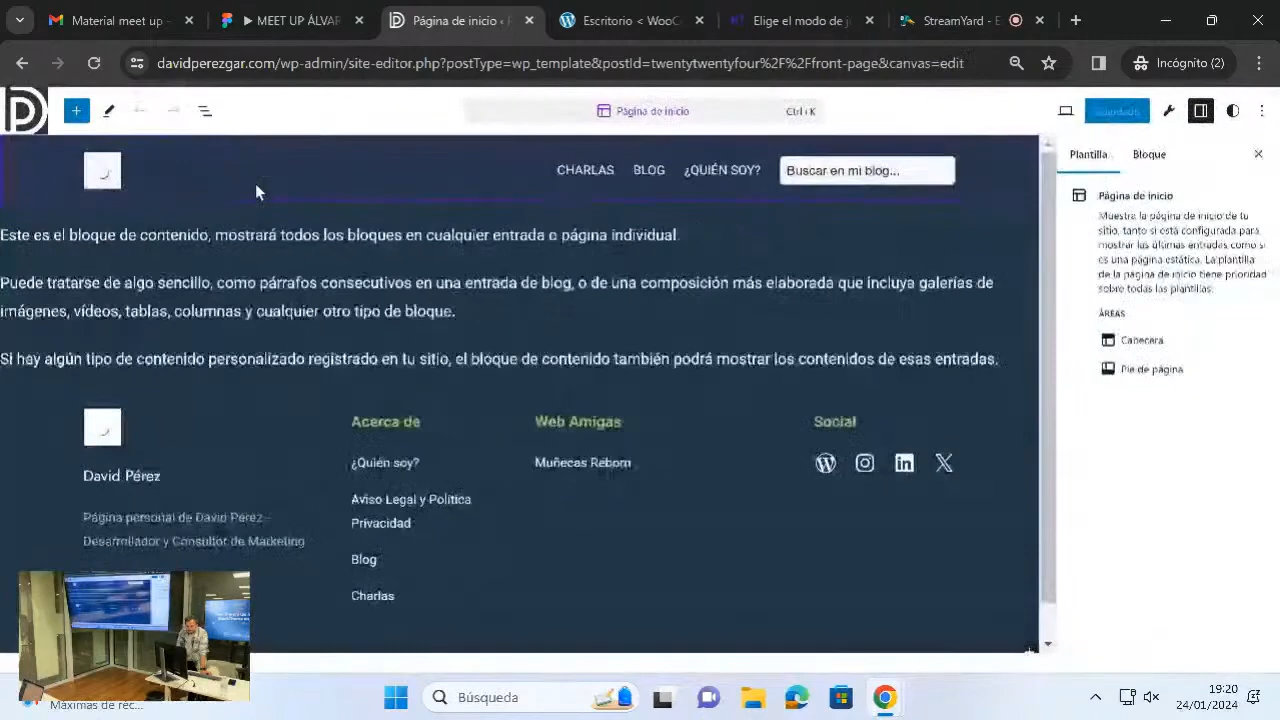 Material meet up -
MEET UP ÁLVAR
Página de inicio ‹
Escritorio < WooC
Elige el modo de j
StreamYard - E
davidperezgar.com/wp-admin/site-editor.php?postType=wp_template&postId=twentytwentyfour%2F%2Ffront-page&canvas=edit
Incógnito (2)
Página de inicio
Ctrl+K
Guardado
CHARLAS
BLOG
¿QUIÉN SOY?
Buscar en mi blog...
Este es el bloque de contenido, mostrará todos los bloques en cualquier entrada o página individual.
Puede tratarse de algo sencillo, como párrafos consecutivos en una entrada de blog, o de una composición más elaborada que incluya galerías de
imágenes, vídeos, tablas, columnas y cualquier otro tipo de bloque.
Si hay algún tipo de contenido personalizado registrado en tu sitio, el bloque de contenido también podrá mostrar los contenidos de esas entradas.
David Pérez
Página personal de David Pérez –
Desarrollador y Consultor de Marketing
Acerca de
¿Quién soy?
Aviso Legal y Política
Privacidad
Blog
Charlas
Web Amigas
Muñecas Reborn
Social
Plantilla
Bloque
Página de inicio
Muestra la página de inicio de tu
sitio, tanto si está configurada para
mostrar las últimas entradas como si
es una página estática. La plantilla
de la página de inicio tiene prioridad
sobre todas las plantillas.
ÁREAS
Cabecera
Pie de página
Máximas de réc...
Búsqueda
19:20
24/01/2024